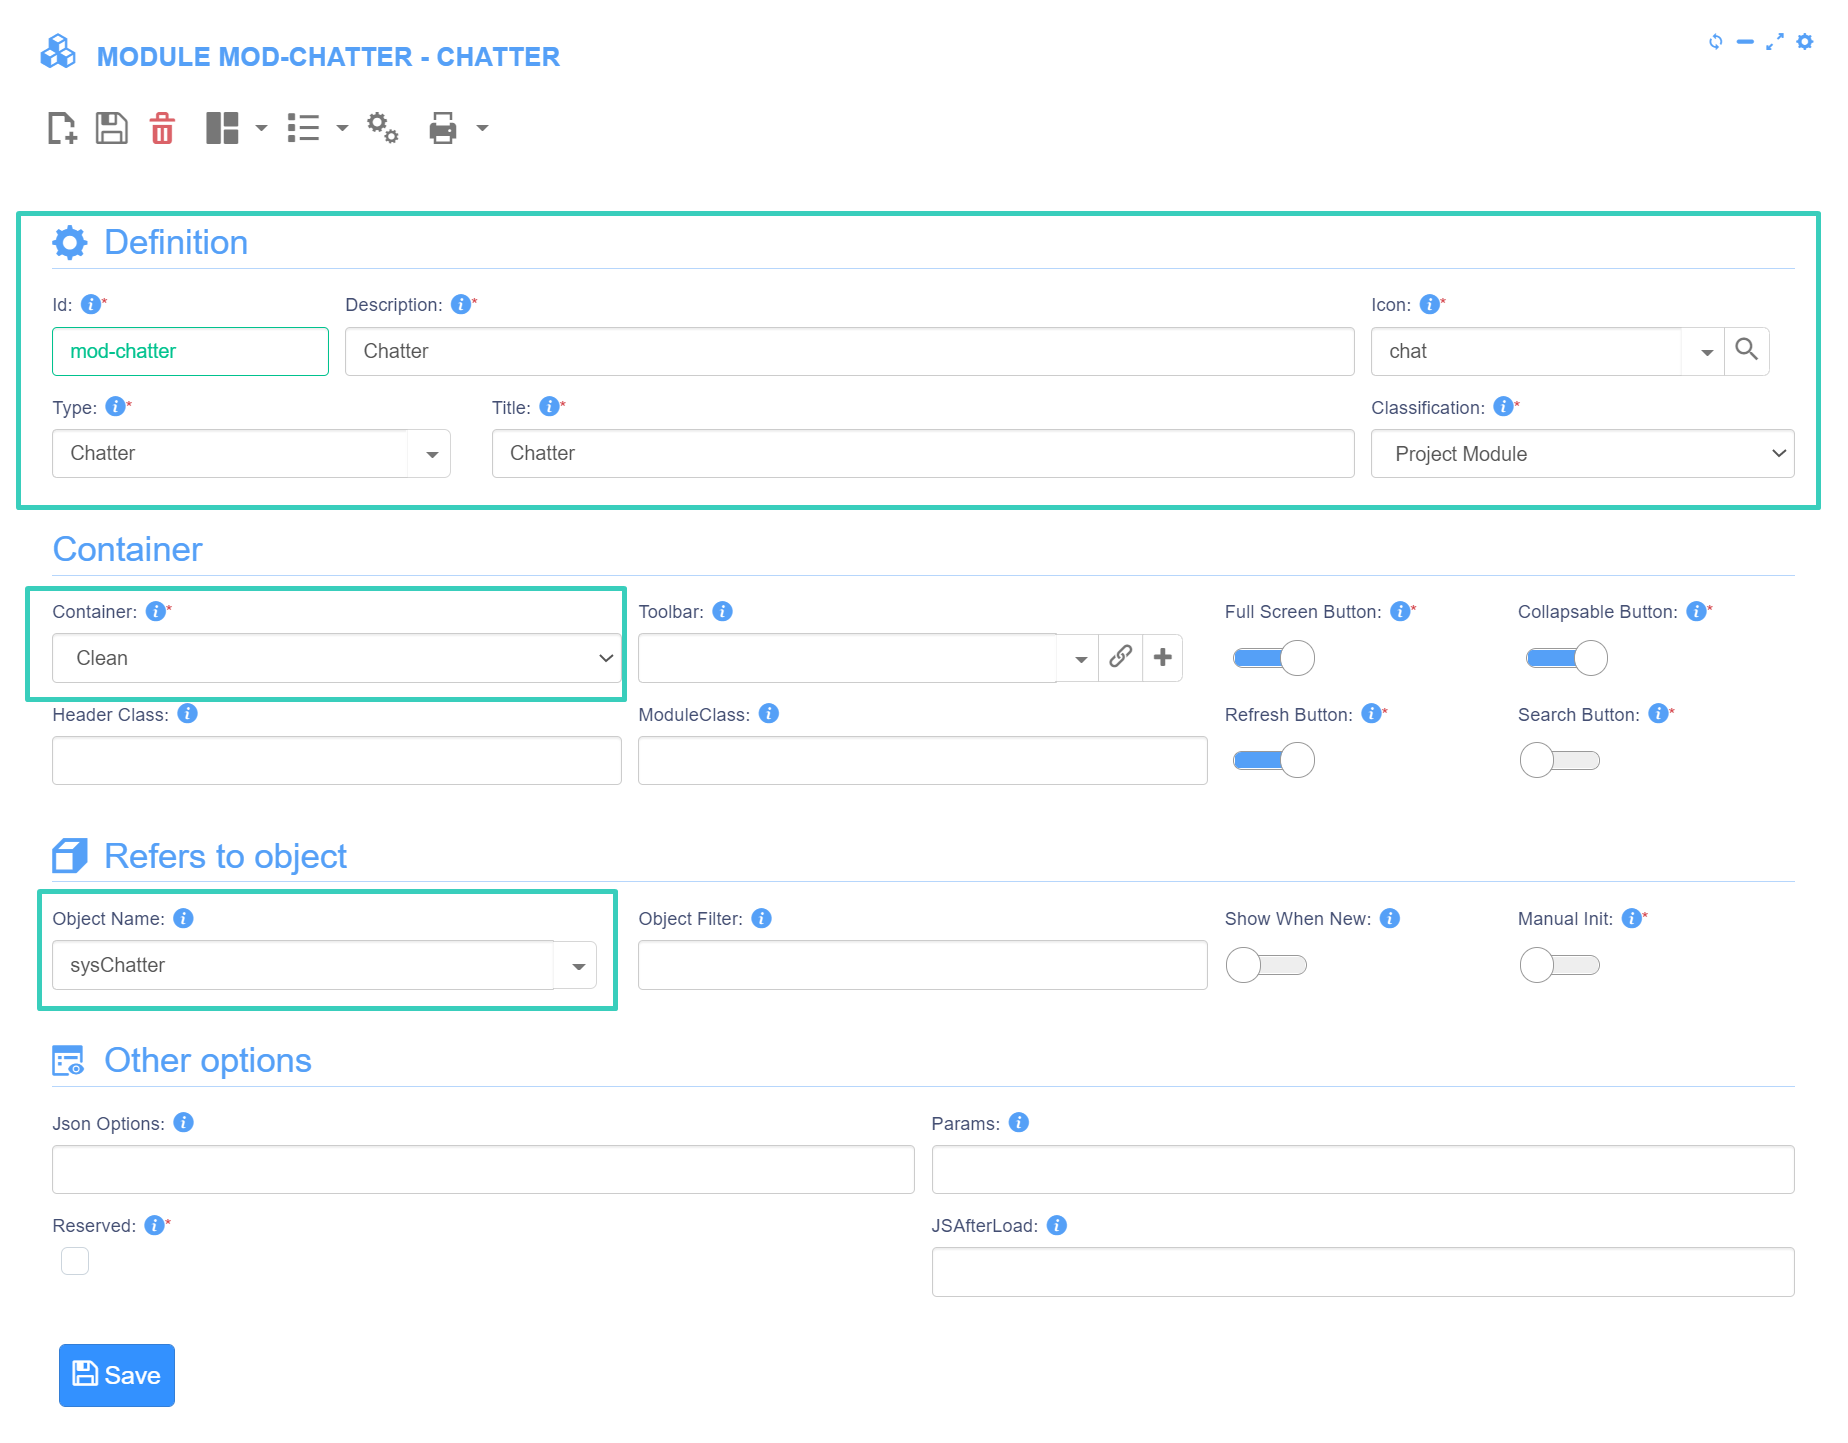 MODULE MOD-CHATTER - CHATTER
Definition
Id: * Description: * Icon: *
mod-chatter Chatter chat
Type: * Title: * Classification: *
Chatter Chatter Project Module
Container
Container: * Toolbar: Full Screen Button: * Collapsable Button: *
Clean
Header Class: ModuleClass: Refresh Button: * Search Button: *
Refers to object
Object Name: Object Filter: Show When New: Manual Init: *
sysChatter
Other options
Json Options: Params:
Reserved: * JSAfterLoad:
Save